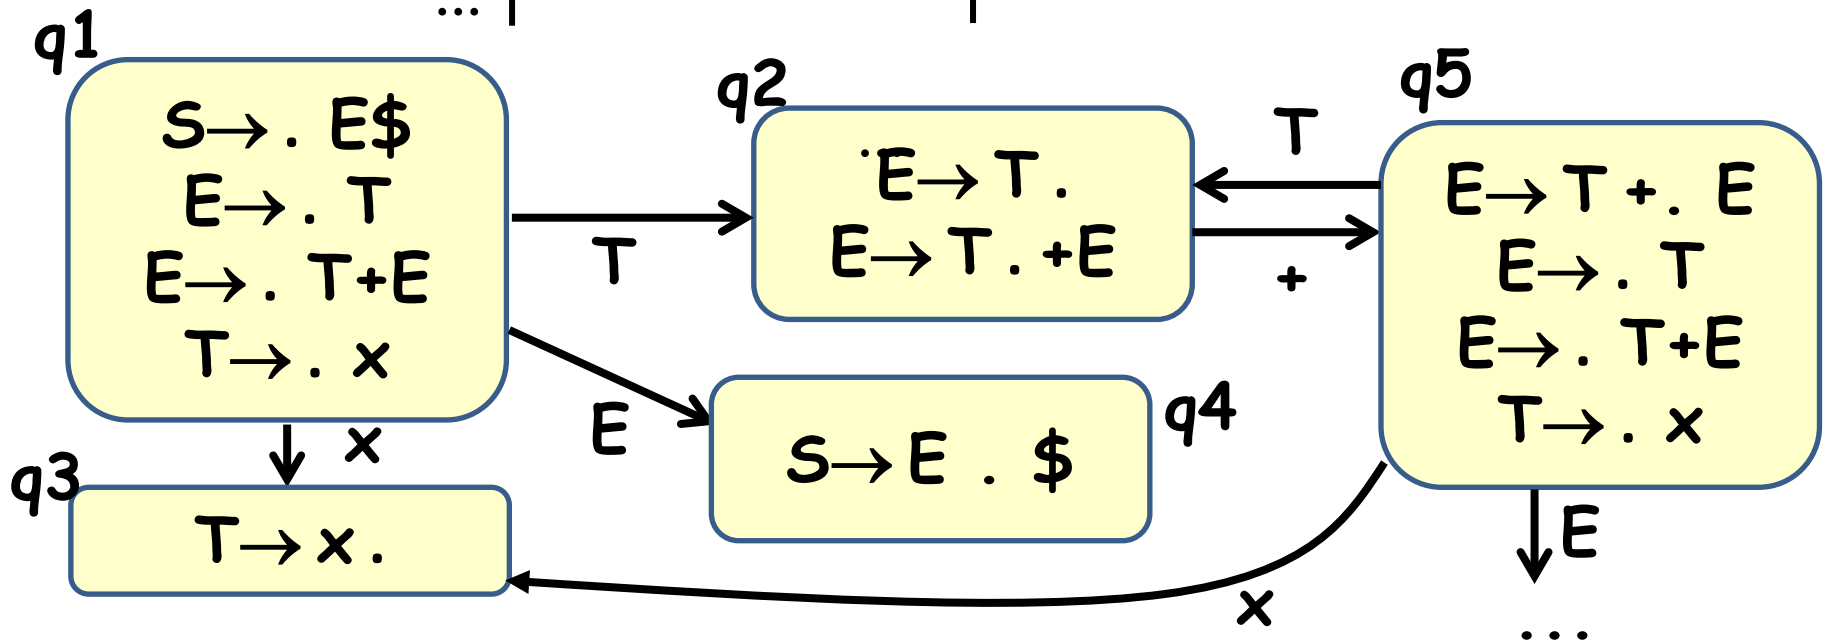 ...
q1
S→ . E$
E→ . T
E→ . T+E
T→ . x
T
q2
E→T .
E→T . +E
T
+
q5
E→T +. E
E→ . T
E→ . T+E
T→ . x
E
q4
S→E . $
x
q3
T→x .
x
E
...